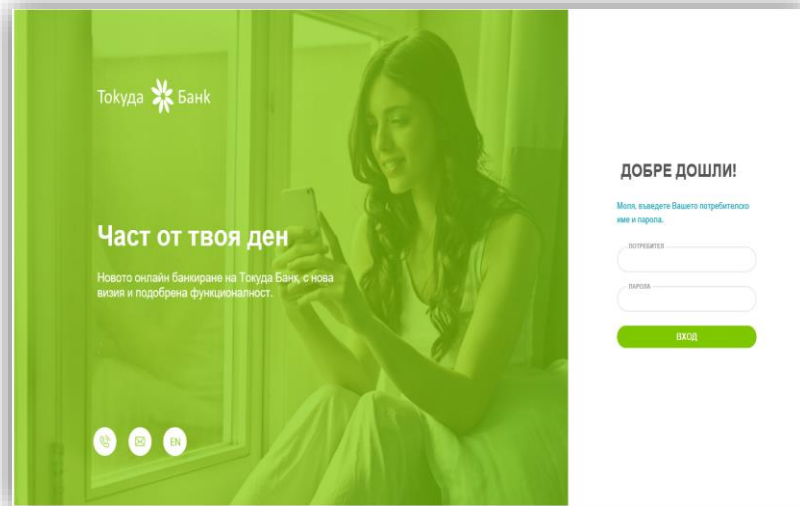 Токуда Банк
Част от твоя ден
Новото онлайн банкиране на Токуда Банк, с нова
визия и подобрена функционалност.
EN
ДОБРЕ ДОШЛИ!
Моля, въведете Вашето потребителско
име и парола.
ПОТРЕБИТЕЛ
ПАРОЛА
ВХОД